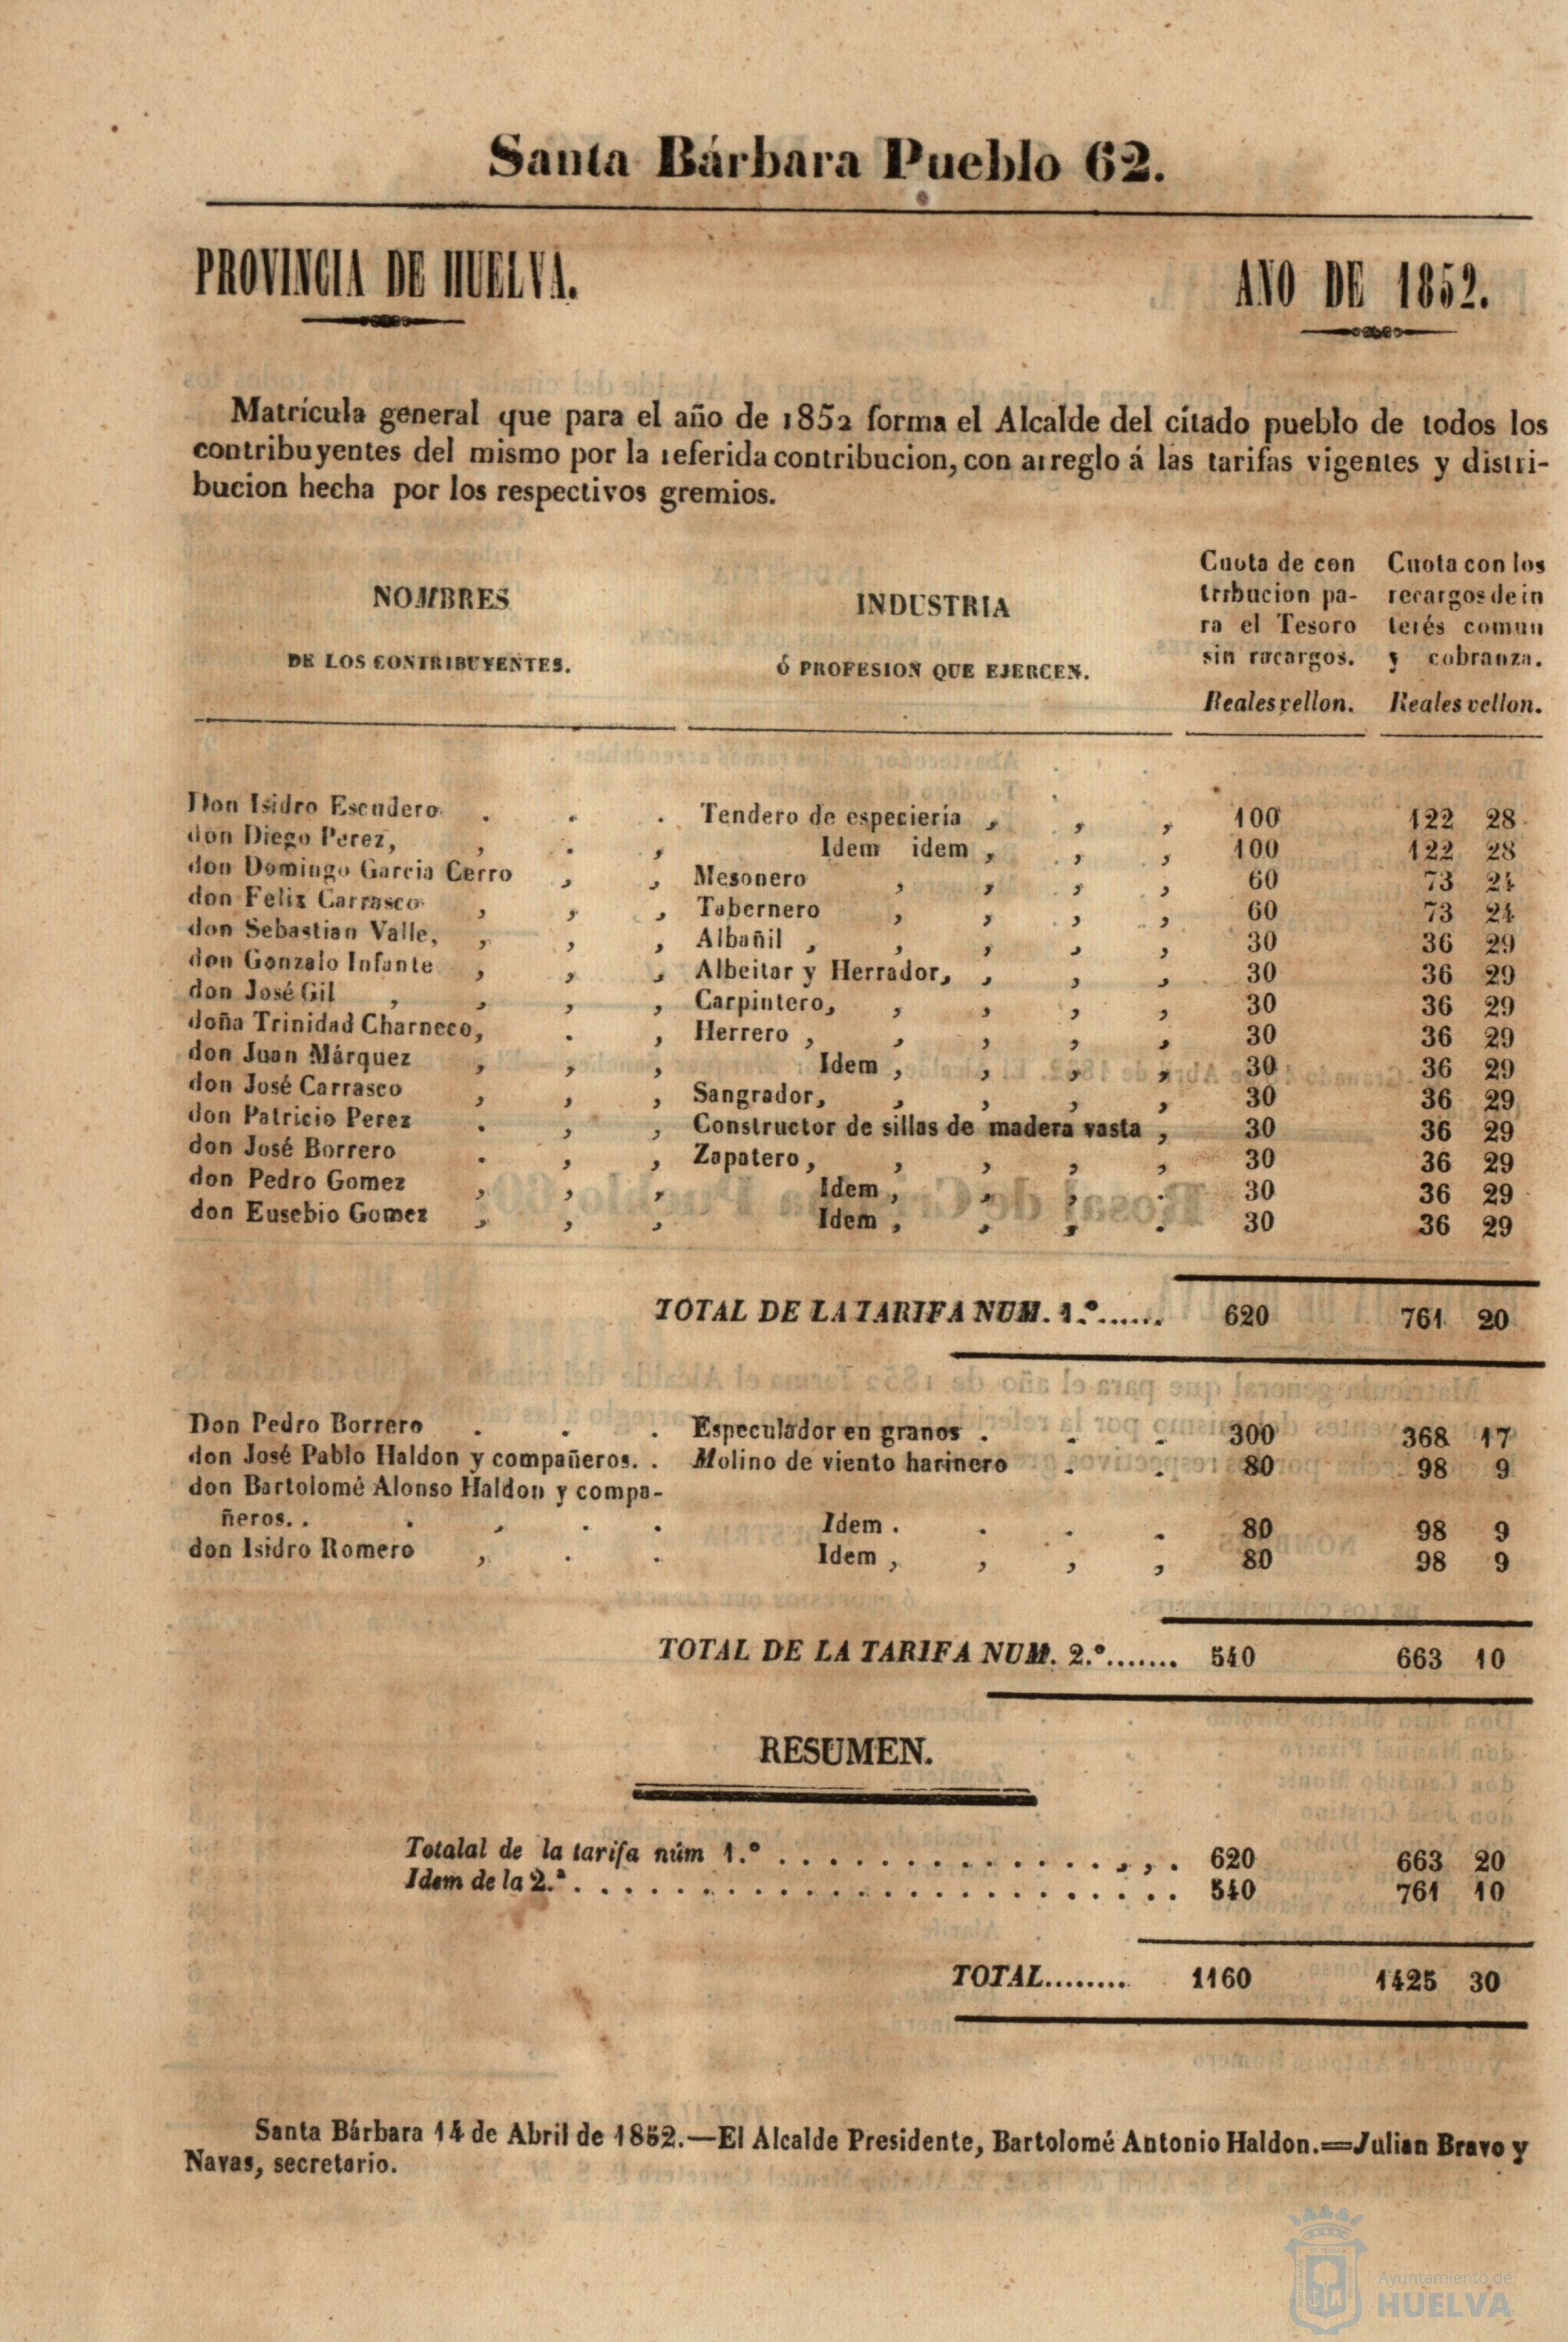 Santa Bárbara Pueblo 62.
PROVINCIA DE HUELVA. AÑO DE 1852.
Matrícula general que para el año de 1852 forma el Alcalde del citado pueblo de todos los
contribuyentes del mismo por la referida contribucion, con arreglo á las tarifas vigentes y distri-
bucion hecha por los respectivos gremios.
NOMBRES
DE LOS CONTRIBUYENTES.
INDUSTRIA
Ó PROFESION QUE EJERCEN.
Cuota de con
tribucion pa-
ra el Tesoro
sin racargos.
Reales vellon.
Cuota con los
recargos de in
terés comun
y cobranza.
Reales vellon.
Don Isidro Escudero . . . Tendero de especieria , , , 100 122 28
don Diego Perez, , . , Idem idem , . , , 100 122 28
don Domingo Garcia Cerro , , Mesonero , , , , 60 73 24
don Felix Carrasco , , , Tabernero , , , , 60 73 24
don Sebastian Valle, , , , Albañil , , , , , 30 36 29
don Gonzalo Infante , , , Albeitar y Herrador, , , , 30 36 29
don José Gil , , , , Carpintero, , , , , 30 36 29
doña Trinidad Charneco, . , Herrero , , , , , 30 36 29
don Juan Márquez , , , Idem , , , , 30 36 29
don José Carrasco , , , Sangrador, , , , , 30 36 29
don Patricio Perez . , , Constructor de sillas de madera vasta , 30 36 29
don José Borrero . , , Zapatero , , , , , 30 36 29
don Pedro Gomez , , , Idem , , , . 30 36 29
don Eusebio Gomez , , , Idem , , , . 30 36 29
TOTAL DE LA TARIFA NUM. 1.º...... 620 761 20
Don Pedro Borrero . . . Especulador en granos . . . 300 368 17
don José Pablo Haldon y compañeros. . Molino de viento harinero . . 80 98 9
don Bartolomé Alonso Haldon y compa-
ñeros. . . , . . Idem . . . . 80 98 9
don Isidro Romero , . . Idem , , , , 80 98 9
TOTAL DE LA TARIFA NUM. 2.º....... 540 663 10
RESUMEN.
Totalal de la tarifa núm 1.º . . . . . . . . . . . . . . . . , , . 620 663 20
Idem de la 2.ª . . . . . . . . . . . . . . . . . . . . . . . . 540 761 10
TOTAL........ 1160 1425 30
Santa Bárbara 14 de Abril de 1852.—El Alcalde Presidente, Bartolomé Antonio Haldon.=Julian Bravo y
Navas, secretario.
Ayuntamiento de
HUELVA